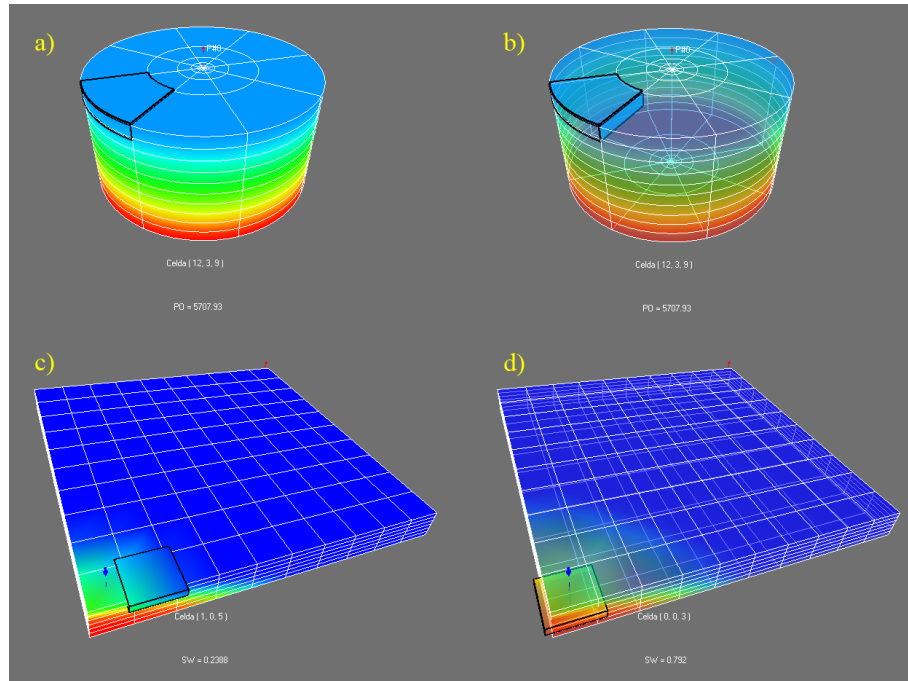 a)
P#0
Celda ( 12, 3, 9 )
PO = 5707.93
b)
P#0
Celda ( 12, 3, 9 )
PO = 5707.93
c)
Celda ( 1, 0, 5 )
SW = 0.2388
d)
Celda ( 0, 0, 3 )
SW = 0.792